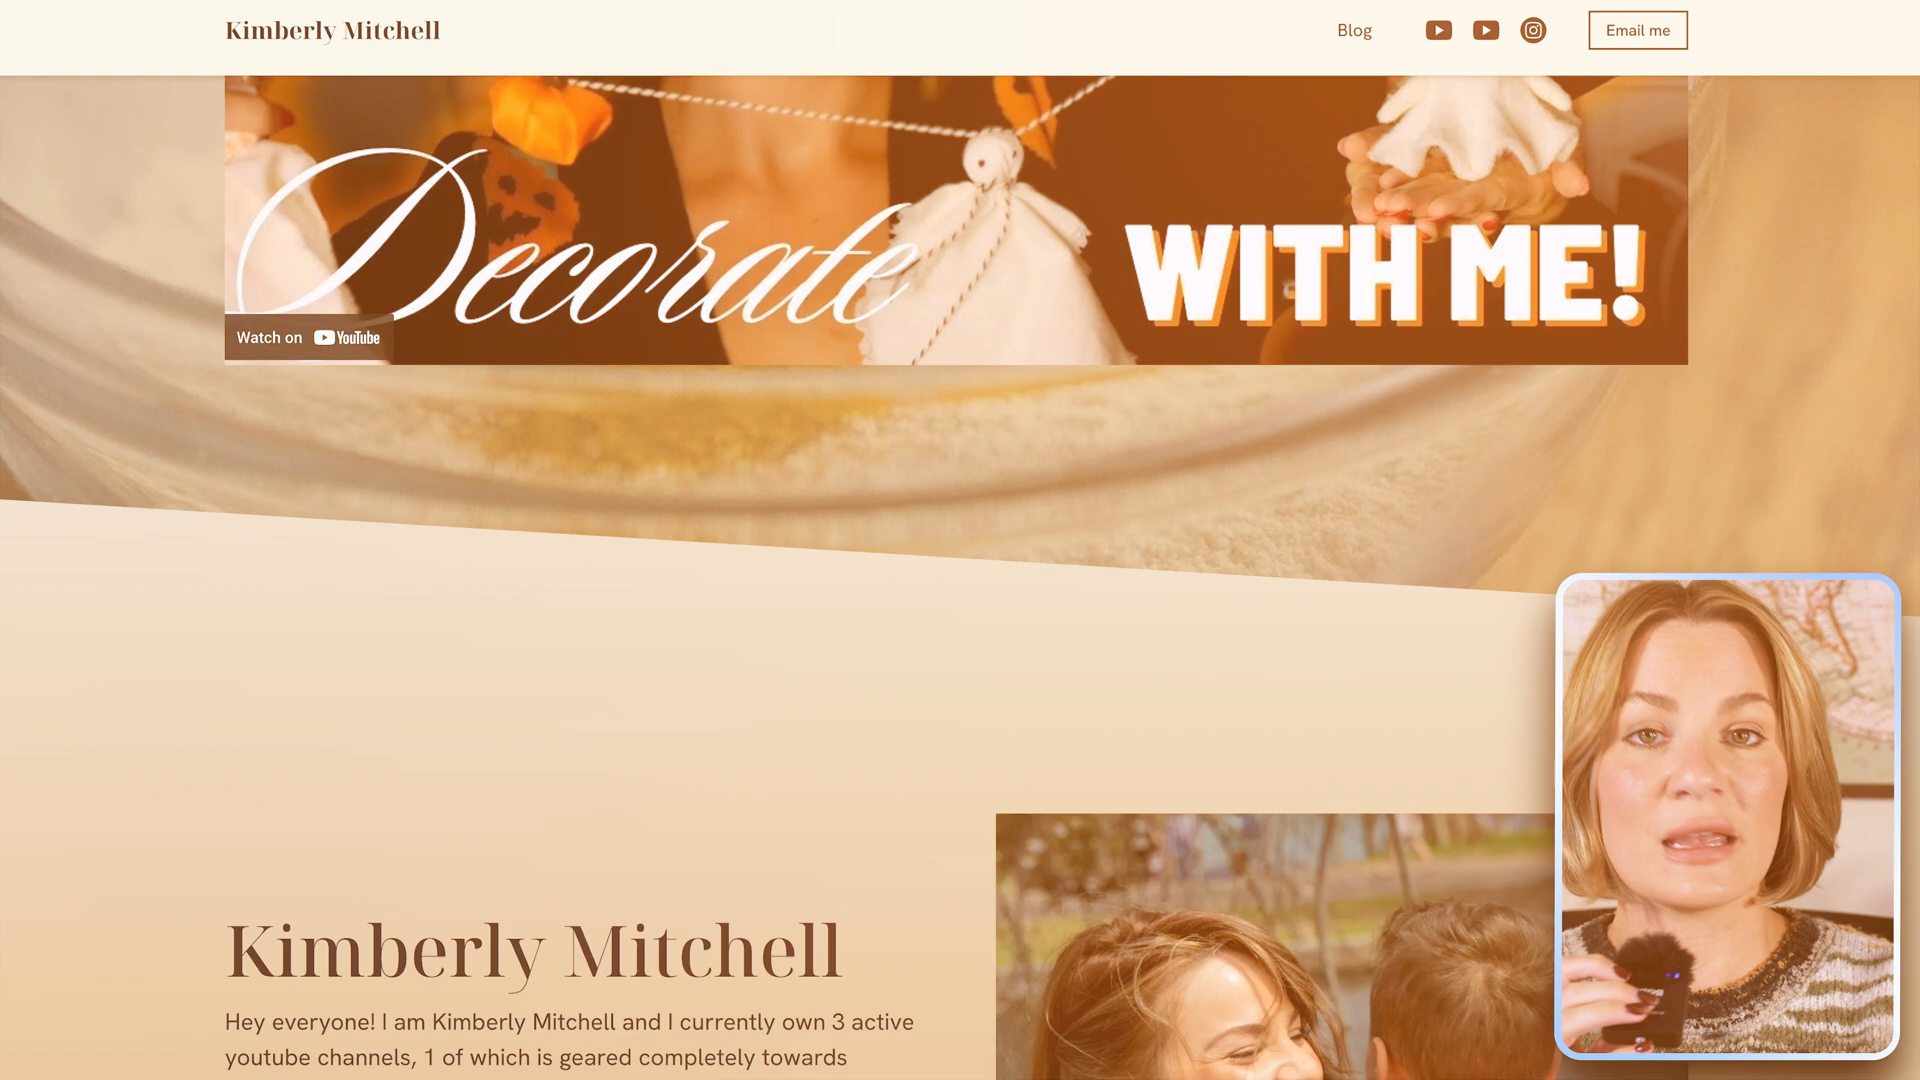 Kimberly Mitchell
Blog
Email me
Decorate
WITH ME!
Watch on YouTube
Kimberly Mitchell
Hey everyone! I am Kimberly Mitchell and I currently own 3 active
youtube channels, 1 of which is geared completely towards